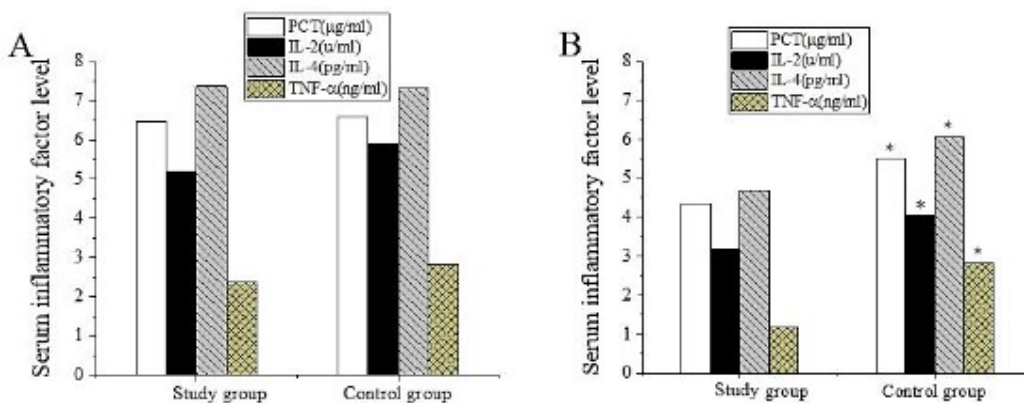 A
PCT(μg/ml)
IL-2(u/ml)
IL-4(pg/ml)
TNF-α(ng/ml)
Serum inflammatory factor level
8
7
6
5
4
3
2
1
0
Study group
Control group
B
PCT(μg/ml)
IL-2(u/ml)
IL-4(pg/ml)
TNF-α(ng/ml)
Serum inflammatory factor level
8
7
6
5
4
3
2
1
0
*
*
*
*
Study group
Control group